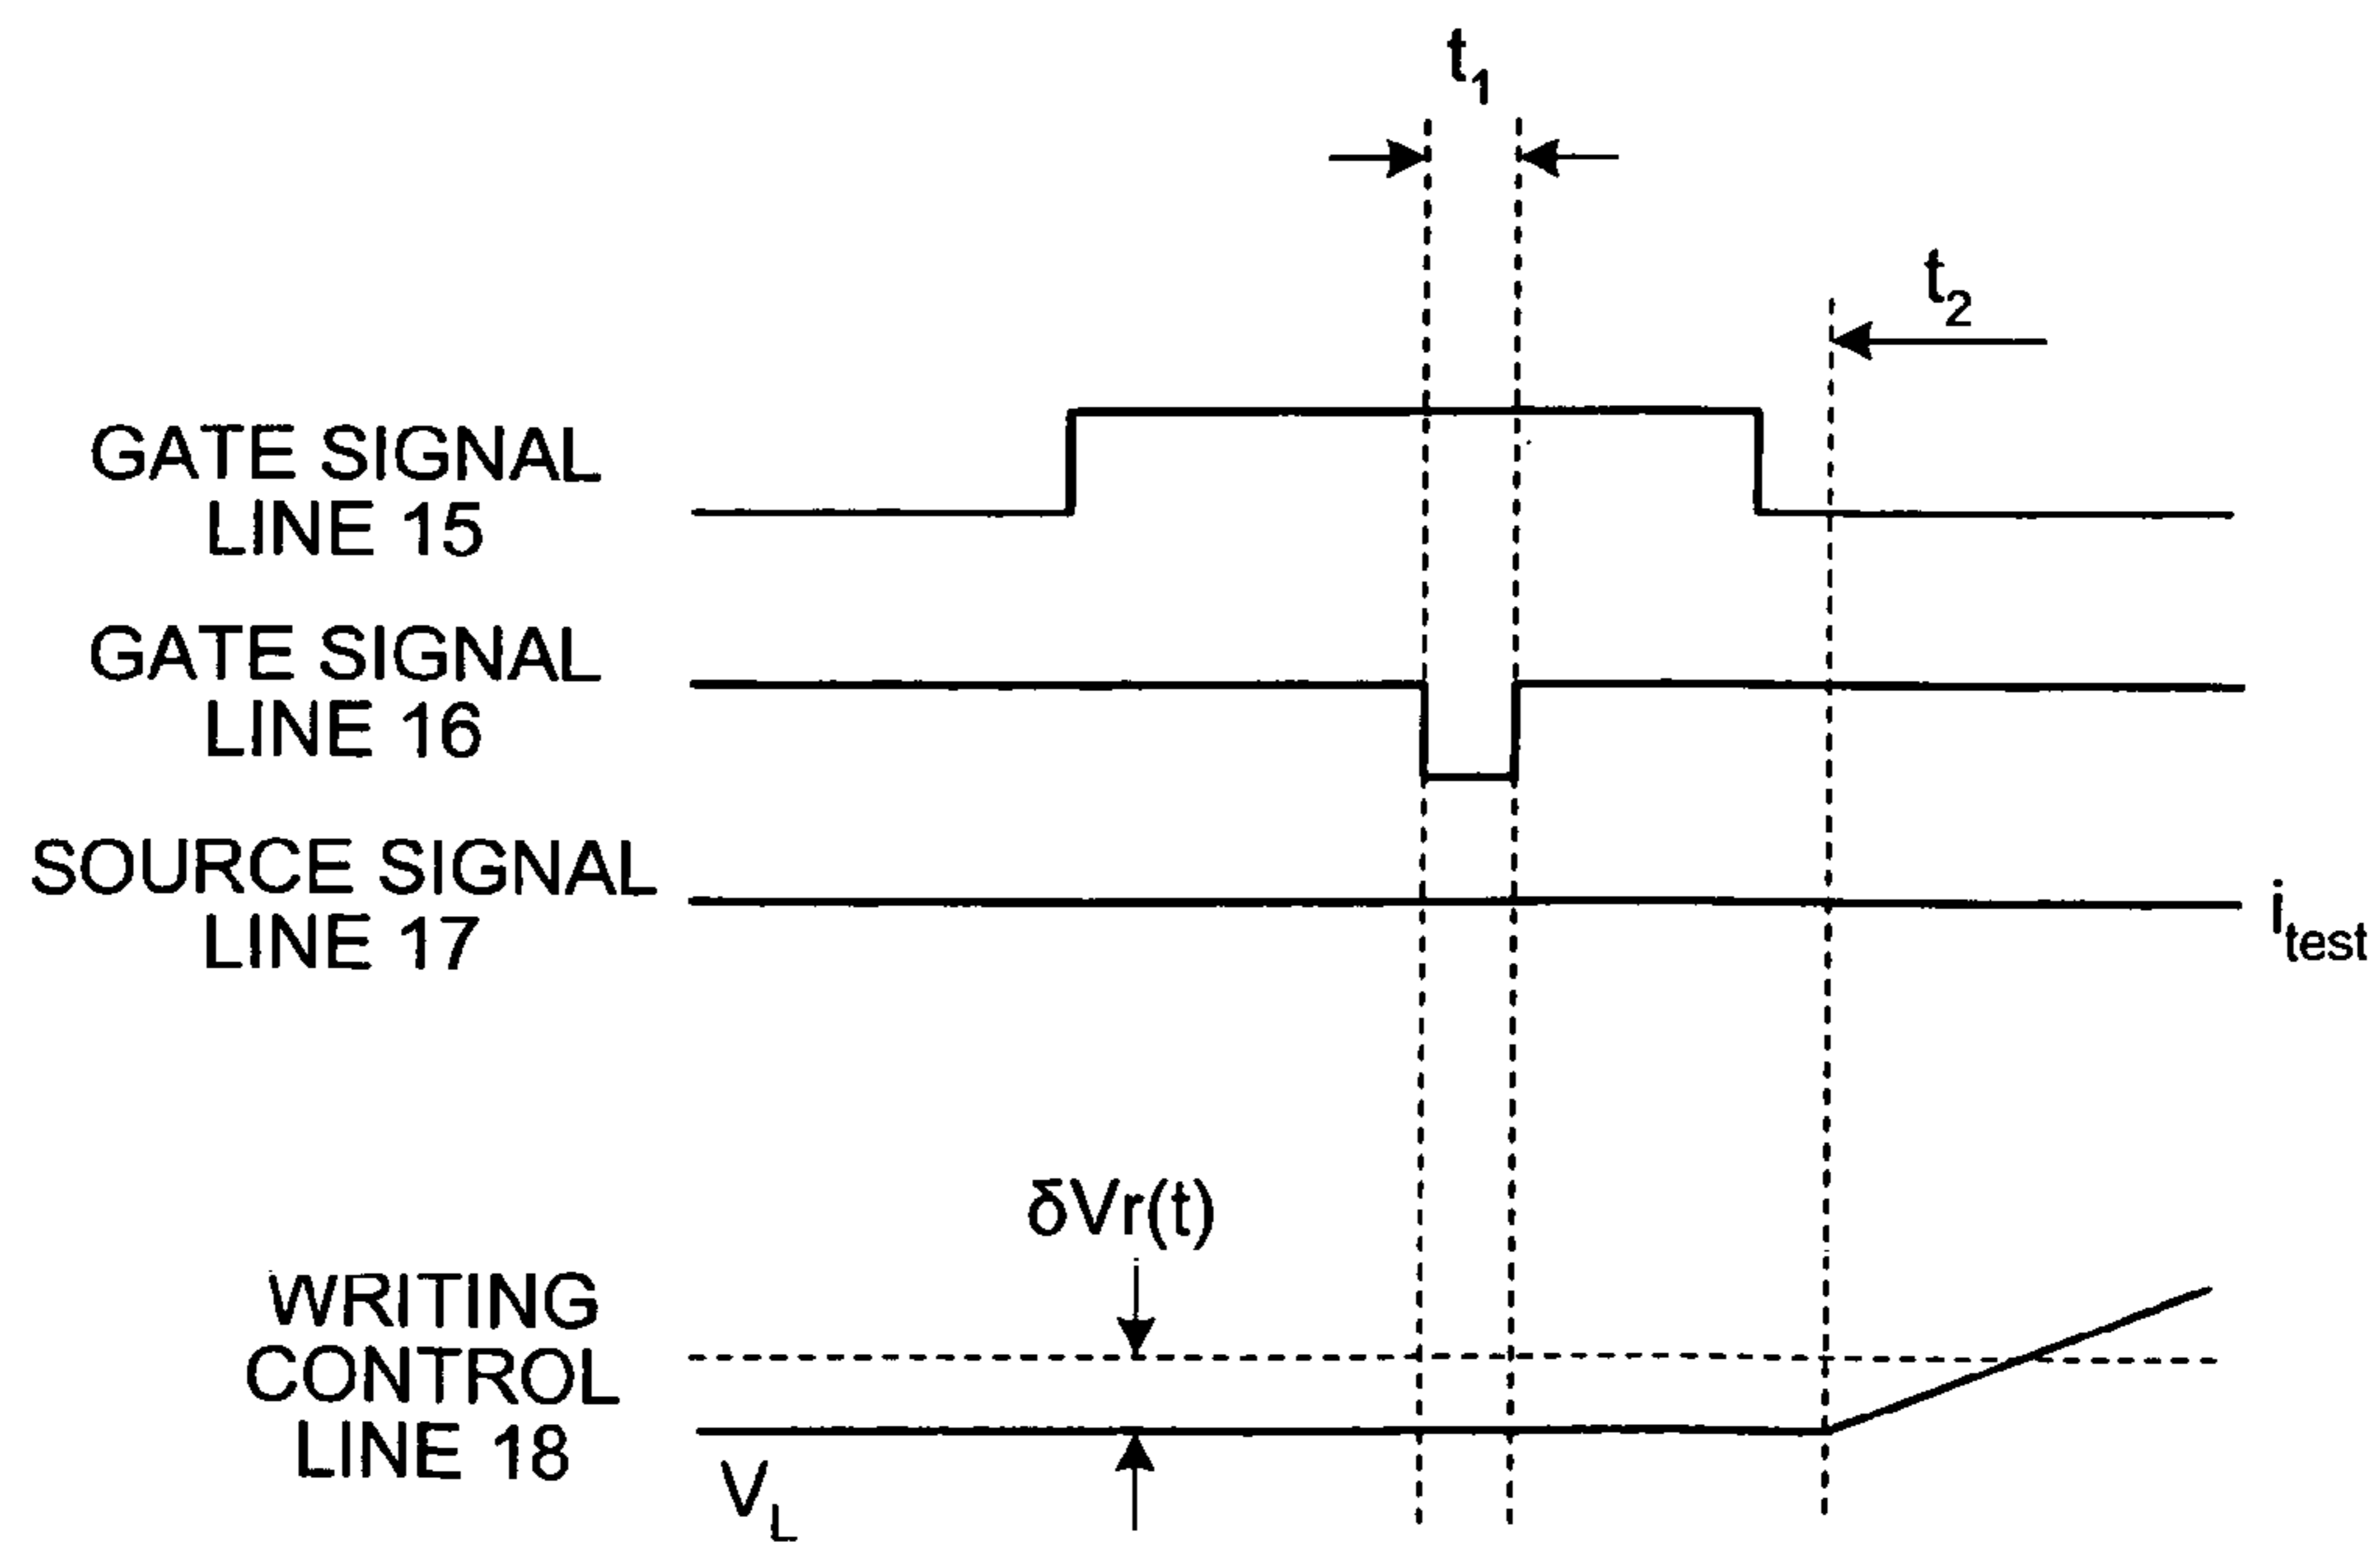 t1
t2
GATE SIGNAL
LINE 15
GATE SIGNAL
LINE 16
SOURCE SIGNAL
LINE 17
itest
δVr(t)
WRITING
CONTROL
LINE 18
VL